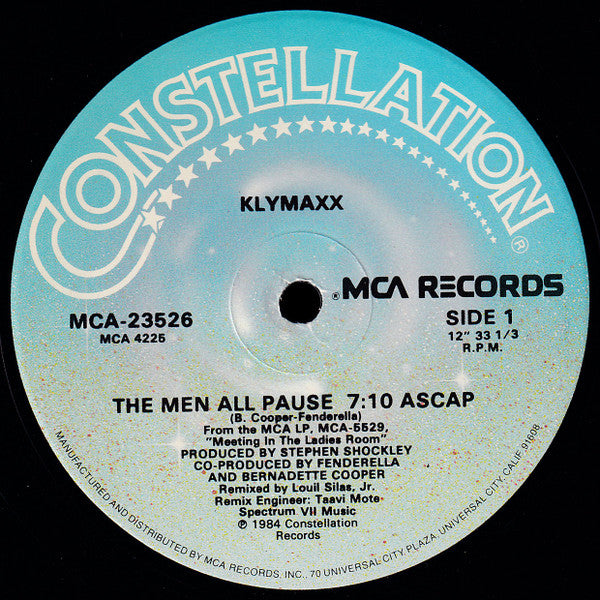 CONSTELLATION®
KLYMAXX
®MCA RECORDS
MCA-23526
MCA 4225
SIDE 1
12" 33 1/3
R.P.M.
THE MEN ALL PAUSE 7:10 ASCAP
(B. Cooper-Fenderella)
From the MCA LP, MCA-5529,
"Meeting In The Ladies Room"
PRODUCED BY STEPHEN SHOCKLEY
CO-PRODUCED BY FENDERELLA
AND BERNADETTE COOPER
Remixed by Louil Silas, Jr.
Remix Engineer: Taavi Mote
Spectrum VII Music
℗ 1984 Constellation
Records
MANUFACTURED AND DISTRIBUTED BY MCA RECORDS, INC., 70 UNIVERSAL CITY PLAZA, UNIVERSAL CITY, CALIF. 91608